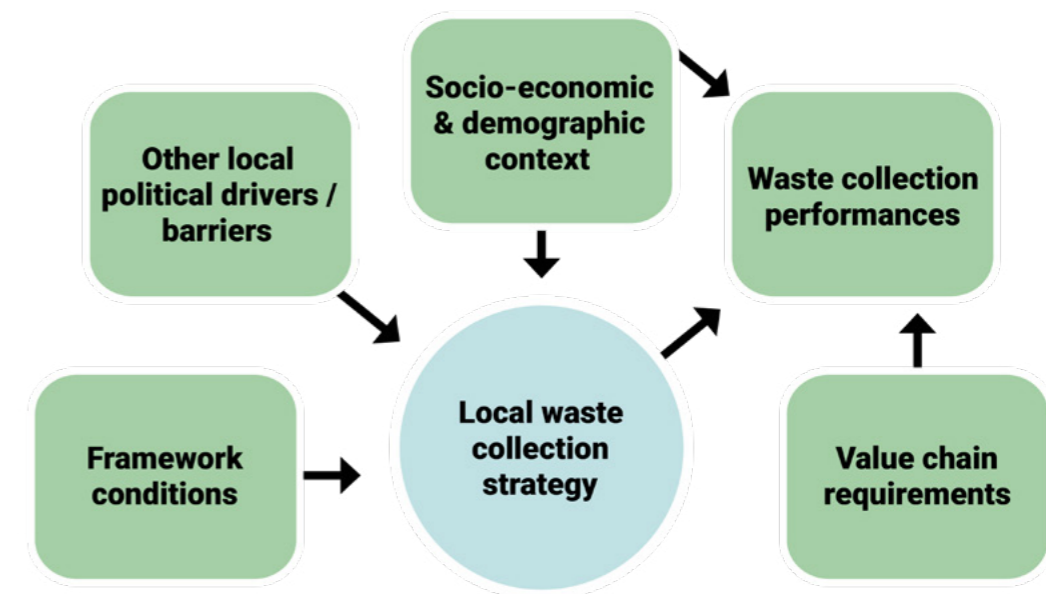 Socio-economic
& demographic
context
Other local
political drivers /
barriers
Waste collection
performances
Local waste
collection
strategy
Framework
conditions
Value chain
requirements